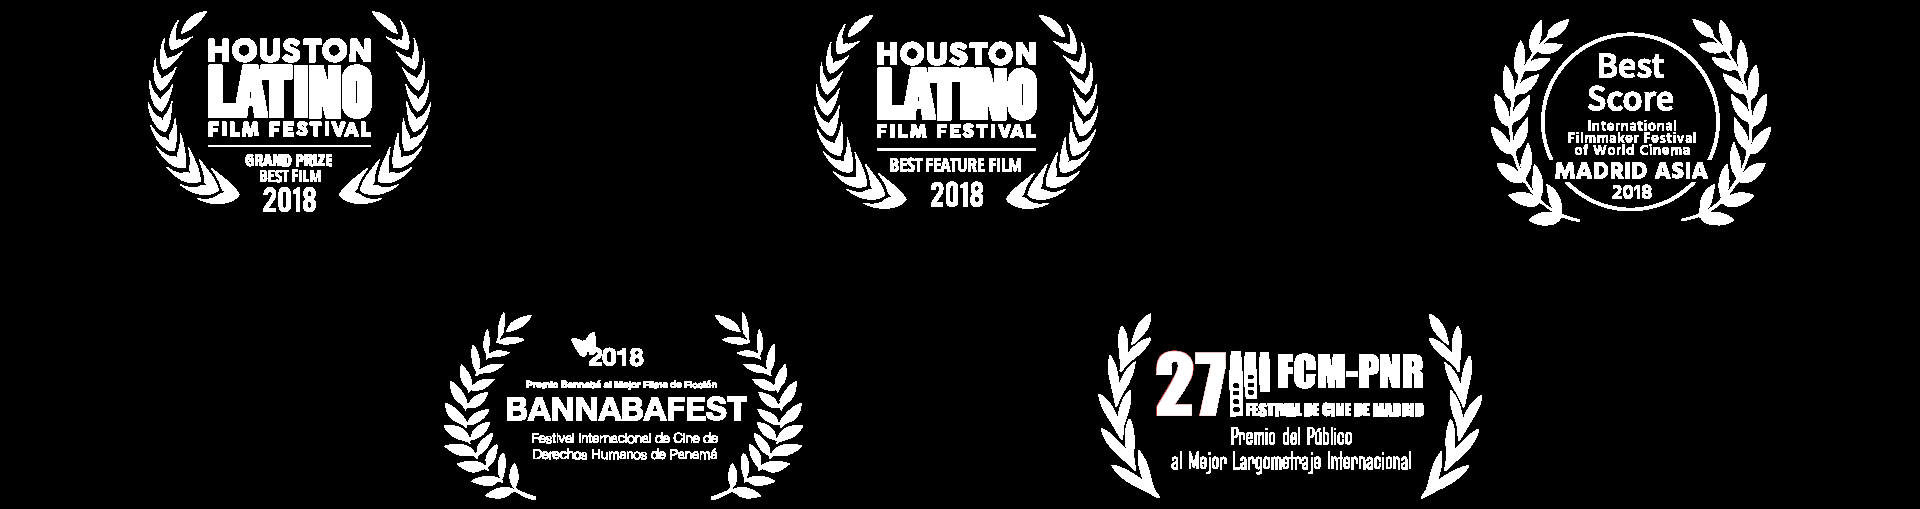 HOUSTON
LATINO
FILM FESTIVAL
GRAND PRIZE
BEST FILM
2018
HOUSTON
LATINO
FILM FESTIVAL
BEST FEATURE FILM
2018
Best
Score
International
Filmmaker Festival
of World Cinema
MADRID ASIA
2018
2018
Premio Bannabá al Mejor Filme de Ficción
BANNABAFEST
Festival Internacional de Cine de
Derechos Humanos de Panamá
27 FCM-PNR
FESTIVAL DE CINE DE MADRID
Premio del Público
al Mejor Largometraje Internacional